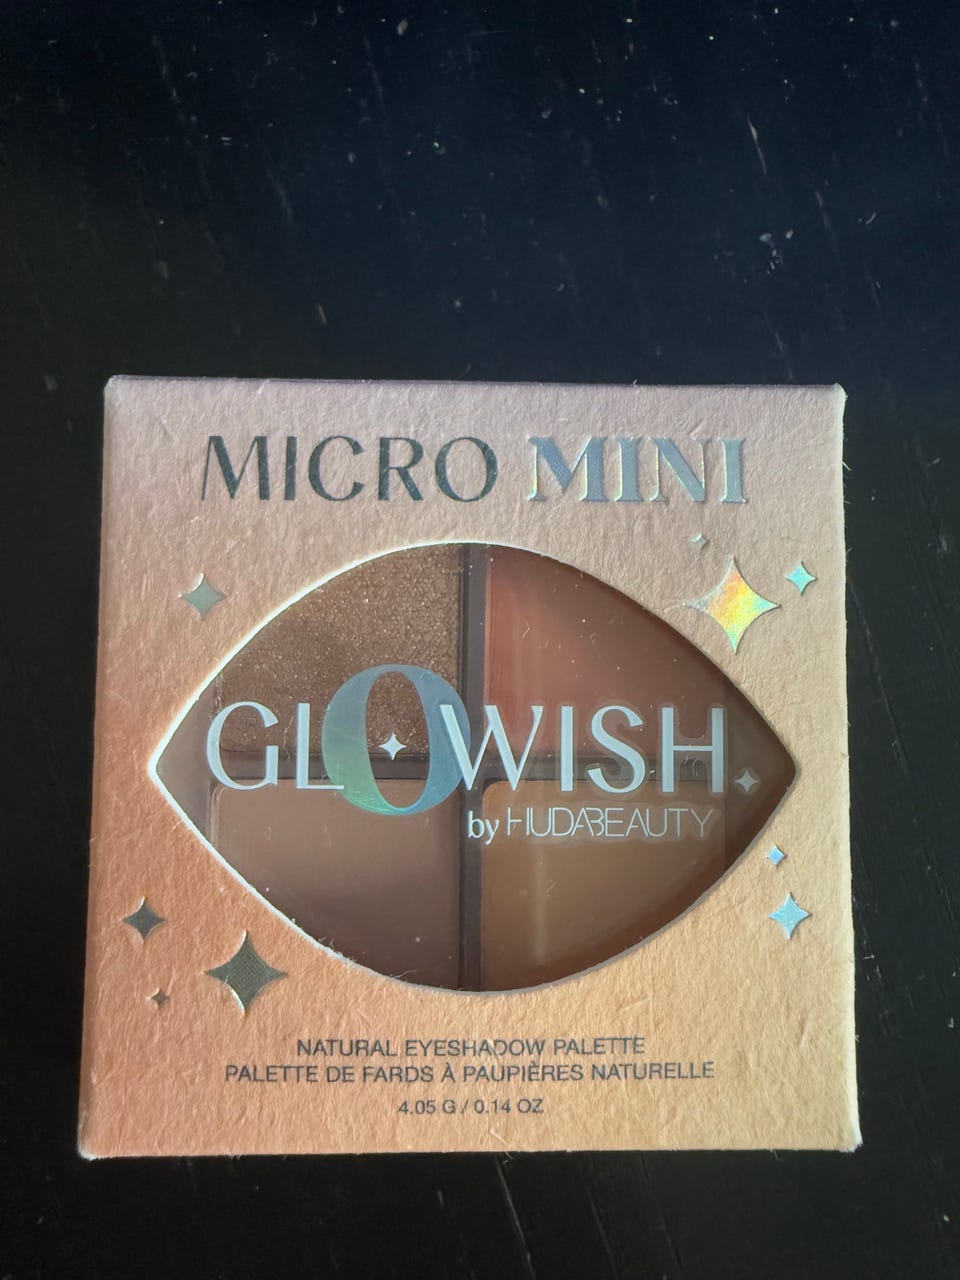 MICRO MINI
GLOWISH.
by HUDABEAUTY
NATURAL EYESHADOW PALETTE
PALETTE DE FARDS À PAUPIÈRES NATURELLE
4.05 G / 0.14 OZ